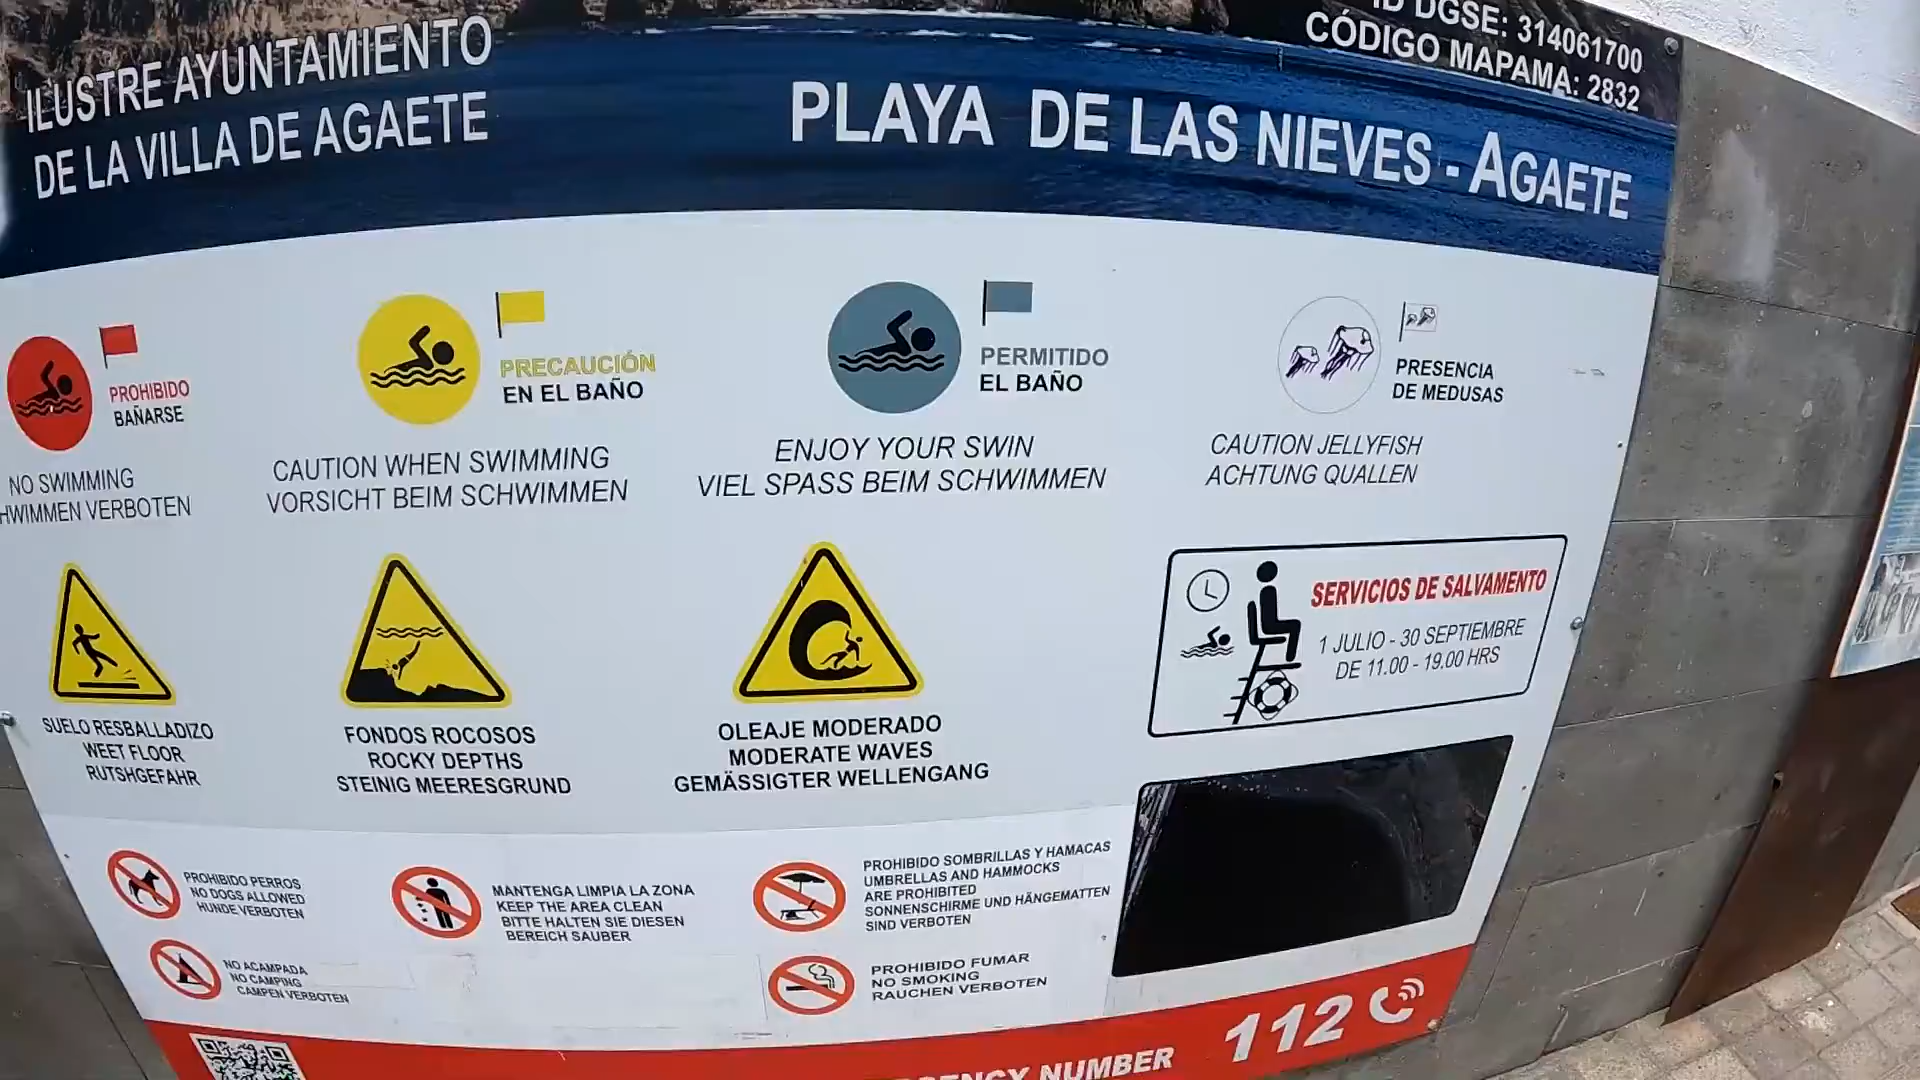 ILUSTRE AYUNTAMIENTO
DE LA VILLA DE AGAETE
PLAYA DE LAS NIEVES - AGAETE
ID DGSE: 314061700
CÓDIGO MAPAMA: 2832
PROHIBIDO
BAÑARSE
NO SWIMMING
HWIMMEN VERBOTEN
PRECAUCIÓN
EN EL BAÑO
CAUTION WHEN SWIMMING
VORSICHT BEIM SCHWIMMEN
PERMITIDO
EL BAÑO
ENJOY YOUR SWIN
VIEL SPASS BEIM SCHWIMMEN
PRESENCIA
DE MEDUSAS
CAUTION JELLYFISH
ACHTUNG QUALLEN
SUELO RESBALLADIZO
WEET FLOOR
RUTSHGEFAHR
FONDOS ROCOSOS
ROCKY DEPTHS
STEINIG MEERESGRUND
OLEAJE MODERADO
MODERATE WAVES
GEMÄSSIGTER WELLENGANG
SERVICIOS DE SALVAMENTO
1 JULIO - 30 SEPTIEMBRE
DE 11.00 - 19.00 HRS
PROHIBIDO PERROS
NO DOGS ALLOWED
HUNDE VERBOTEN
NO ACAMPADA
NO CAMPING
CAMPEN VERBOTEN
MANTENGA LIMPIA LA ZONA
KEEP THE AREA CLEAN
BITTE HALTEN SIE DIESEN
BEREICH SAUBER
PROHIBIDO SOMBRILLAS Y HAMACAS
UMBRELLAS AND HAMMOCKS
ARE PROHIBITED
SONNENSCHIRME UND HÄNGEMATTEN
SIND VERBOTEN
PROHIBIDO FUMAR
NO SMOKING
RAUCHEN VERBOTEN
NUMBER 112